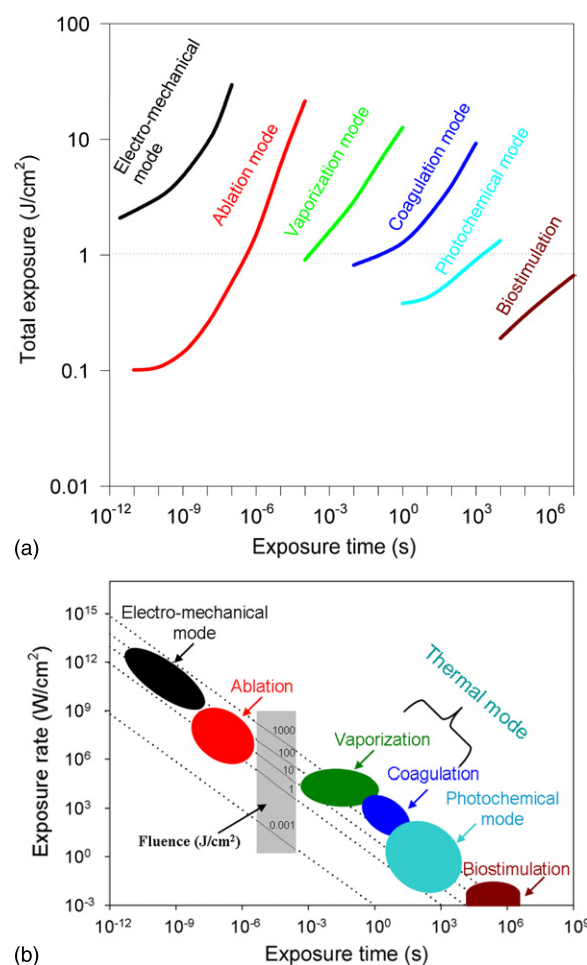 100
10
1
0.1
0.01
Total exposure (J/cm²)
Electro-mechanical
mode
Ablation mode
Vaporization mode
Coagulation mode
Photochemical mode
Biostimulation
10⁻¹² 10⁻⁹ 10⁻⁶ 10⁻³ 10⁰ 10³ 10⁶
(a) Exposure time (s)
10¹⁵
10¹²
10⁹
10⁶
10³
10⁰
10⁻³
Exposure rate (W/cm²)
Electro-mechanical
mode
Ablation
Thermal mode
1000
100
10
1
0.001
Fluence (J/cm²)
Vaporization
Coagulation
Photochemical
mode
Biostimulation
10⁻¹² 10⁻⁹ 10⁻⁶ 10⁻³ 10⁰ 10³ 10⁶ 10⁹
(b) Exposure time (s)